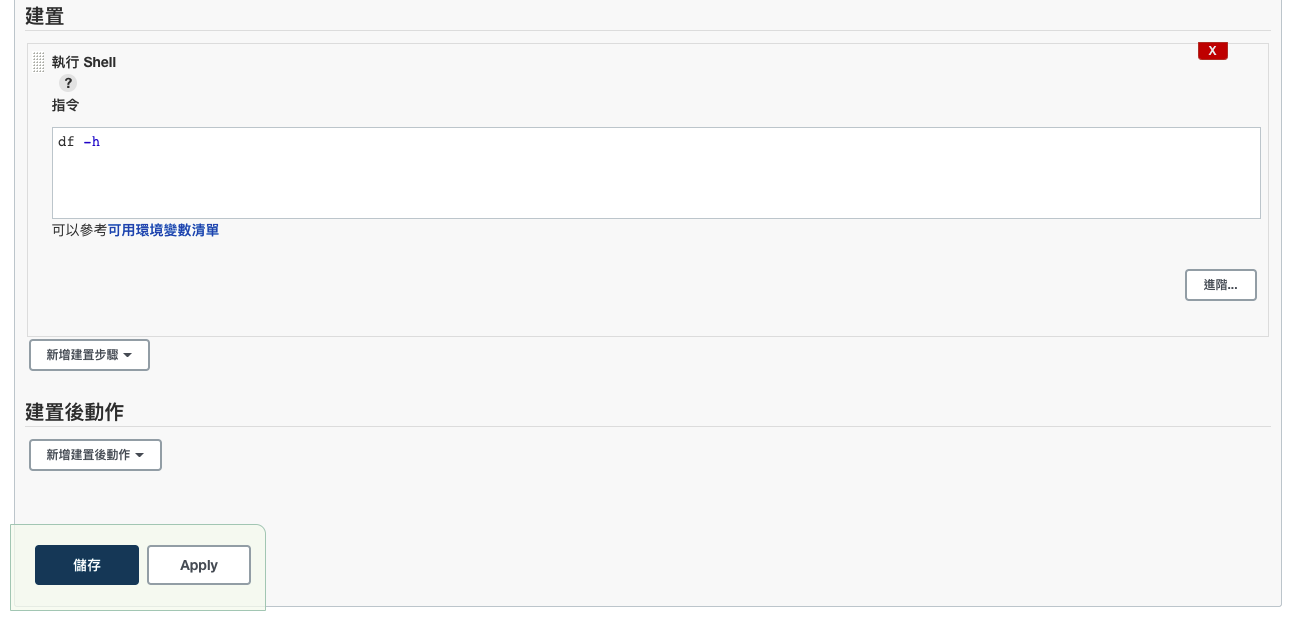 建置
X
執行 Shell
?
指令
df -h
可以參考可用環境變數清單
進階...
新增建置步驟
建置後動作
新增建置後動作
儲存 Apply